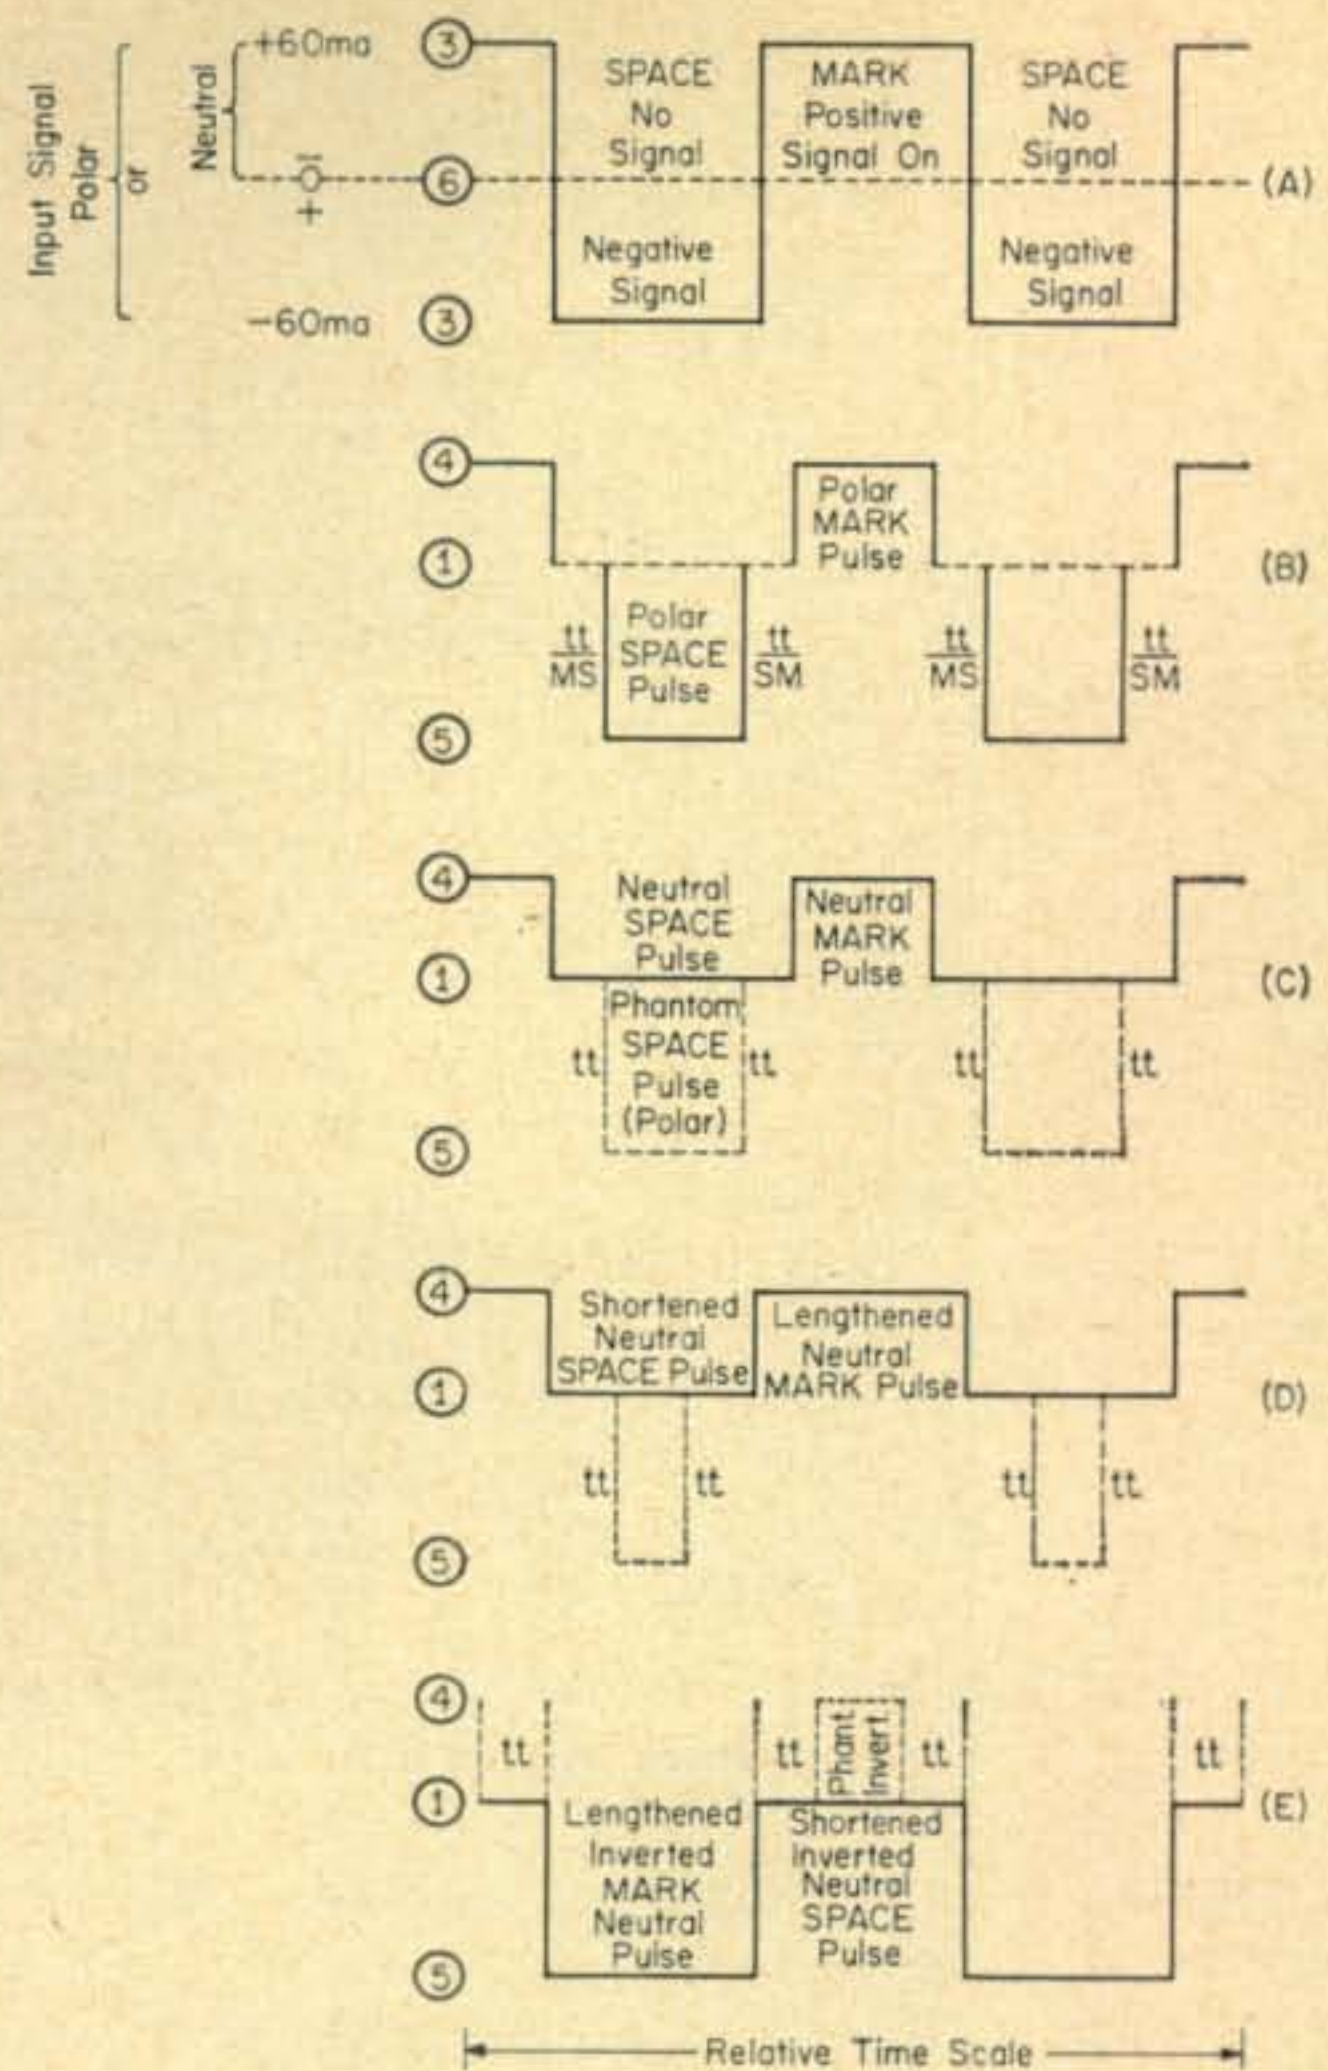 Input Signal
Polar
or
Neutral
+60ma
−
O
+
−60ma
③
⑥
③
SPACE
No
Signal
MARK
Positive
Signal On
SPACE
No
Signal
Negative
Signal
Negative
Signal
(A)
④
①
⑤
Polar
MARK
Pulse
Polar
SPACE
Pulse
tt
MS
tt
SM
tt
MS
tt
SM
(B)
④
①
⑤
Neutral
SPACE
Pulse
Neutral
MARK
Pulse
Phantom
SPACE
Pulse
(Polar)
tt
tt
tt
tt
(C)
④
①
⑤
Shortened
Neutral
SPACE Pulse
Lengthened
Neutral
MARK Pulse
tt
tt
tt
tt
(D)
④
①
⑤
tt
tt
Phant.
Invert.
tt
tt
Lengthened
Inverted
MARK
Neutral
Pulse
Shortened
Inverted
Neutral
SPACE
Pulse
(E)
Relative Time Scale